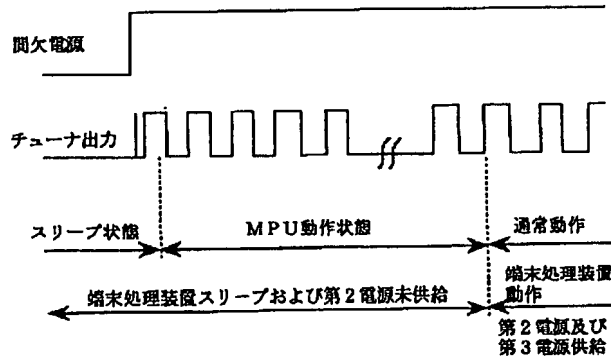 間欠電源
チューナ出力
スリープ状態
MPU動作状態
通常動作
端末処理装置スリープおよび第2電源未供給
端末処理装置
動作
第2電源及び
第3電源供給